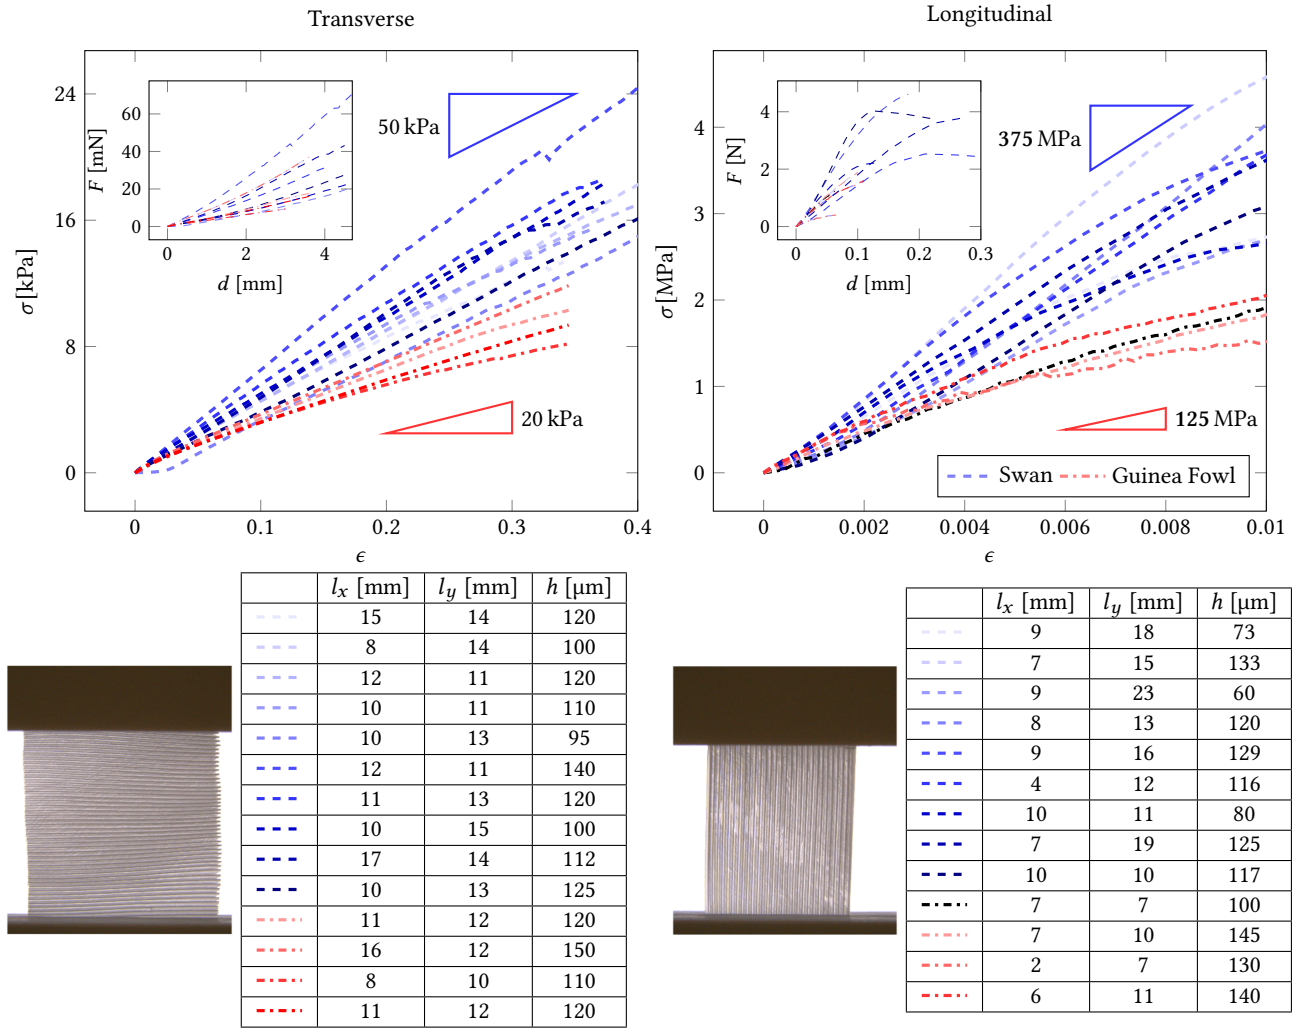 Transverse
24
16
8
0
σ [kPa]
0
0.1
0.2
0.3
0.4
ϵ
60
40
20
0
F [mN]
0
2
4
d [mm]
50 kPa
20 kPa
Longitudinal
4
3
2
1
0
σ [MPa]
0
0.002
0.004
0.006
0.008
0.01
ϵ
4
2
0
F [N]
0
0.1
0.2
0.3
d [mm]
375 MPa
125 MPa
Swan Guinea Fowl
lx [mm] ly [mm] h [µm]
15 14 120
8 14 100
12 11 120
10 11 110
10 13 95
12 11 140
11 13 120
10 15 100
17 14 112
10 13 125
11 12 120
16 12 150
8 10 110
11 12 120
lx [mm] ly [mm] h [µm]
9 18 73
7 15 133
9 23 60
8 13 120
9 16 129
4 12 116
10 11 80
7 19 125
10 10 117
7 7 100
7 10 145
2 7 130
6 11 140